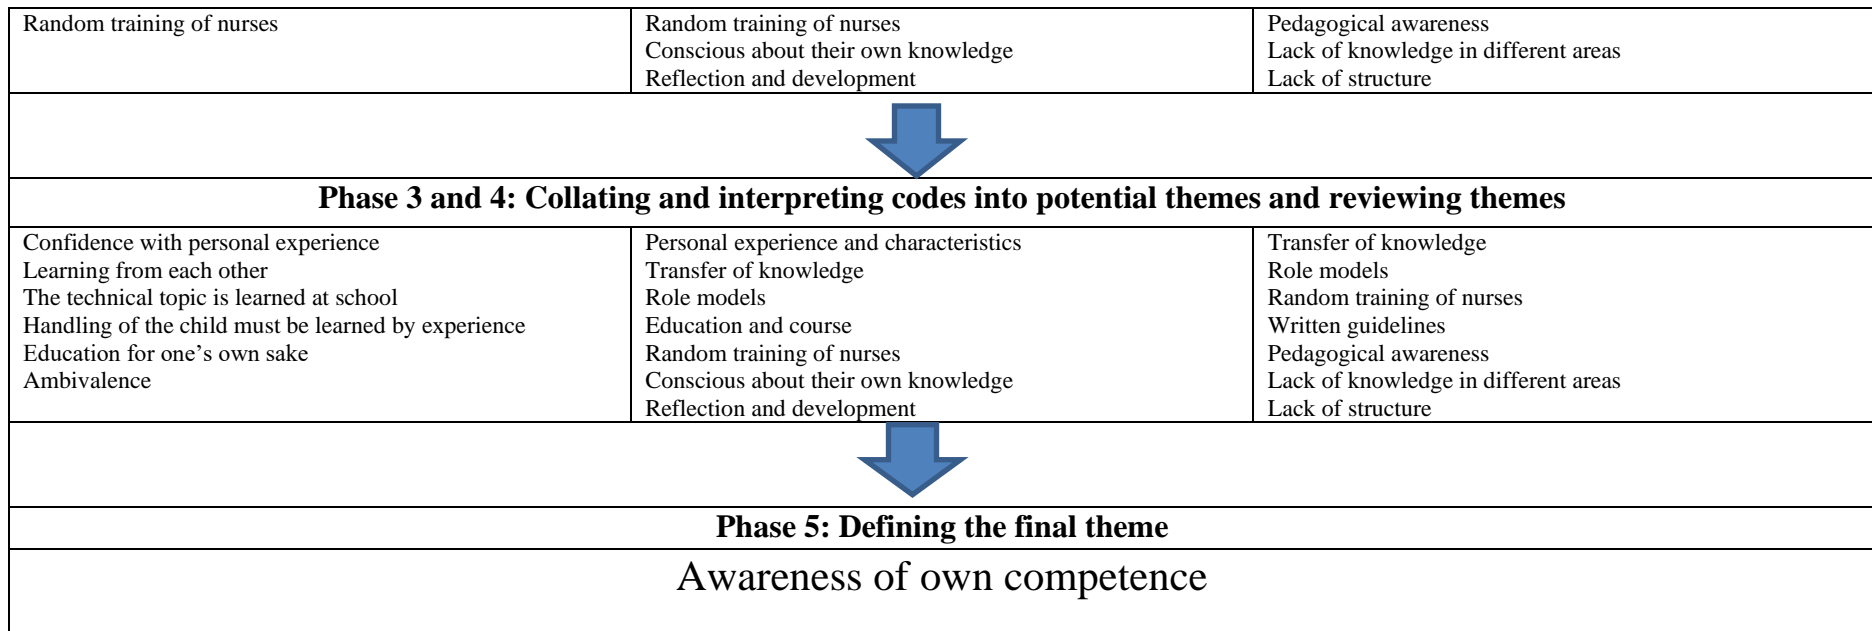 Random training of nurses
Random training of nurses
Conscious about their own knowledge
Reflection and development
Pedagogical awareness
Lack of knowledge in different areas
Lack of structure
Phase 3 and 4: Collating and interpreting codes into potential themes and reviewing themes
Confidence with personal experience
Learning from each other
The technical topic is learned at school
Handling of the child must be learned by experience
Education for one’s own sake
Ambivalence
Personal experience and characteristics
Transfer of knowledge
Role models
Education and course
Random training of nurses
Conscious about their own knowledge
Reflection and development
Transfer of knowledge
Role models
Random training of nurses
Written guidelines
Pedagogical awareness
Lack of knowledge in different areas
Lack of structure
Phase 5: Defining the final theme
Awareness of own competence